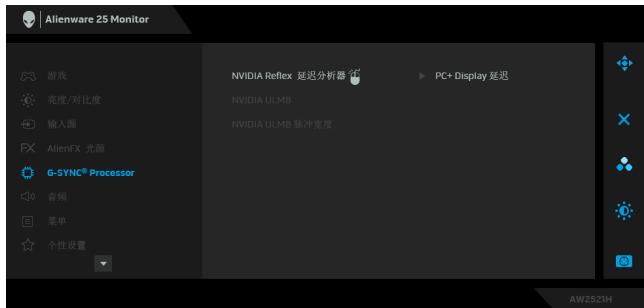 Alienware 25 Monitor
游戏
亮度/对比度
输入源
AlienFX 光溯
G-SYNC® Processor
音频
菜单
个性设置
NVIDIA Reflex 延迟分析器 PC+ Display 延迟
NVIDIA ULMB
NVIDIA ULMB 脉冲宽度
AW2521H